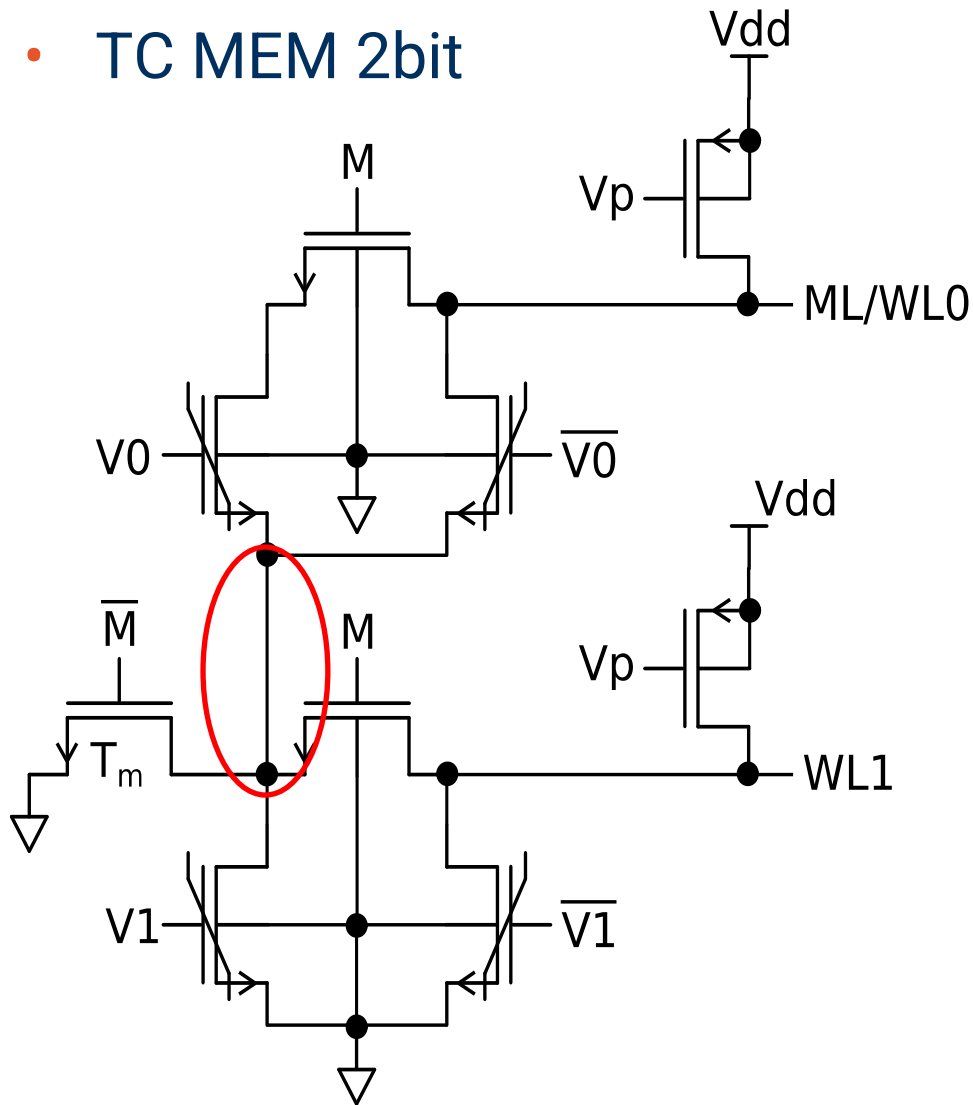 • TC MEM 2bit
Vdd
M
Vp
ML/WL0
V0
V̅0̅
Vdd
M̅
M
Vp
Tm
WL1
V1
V̅1̅